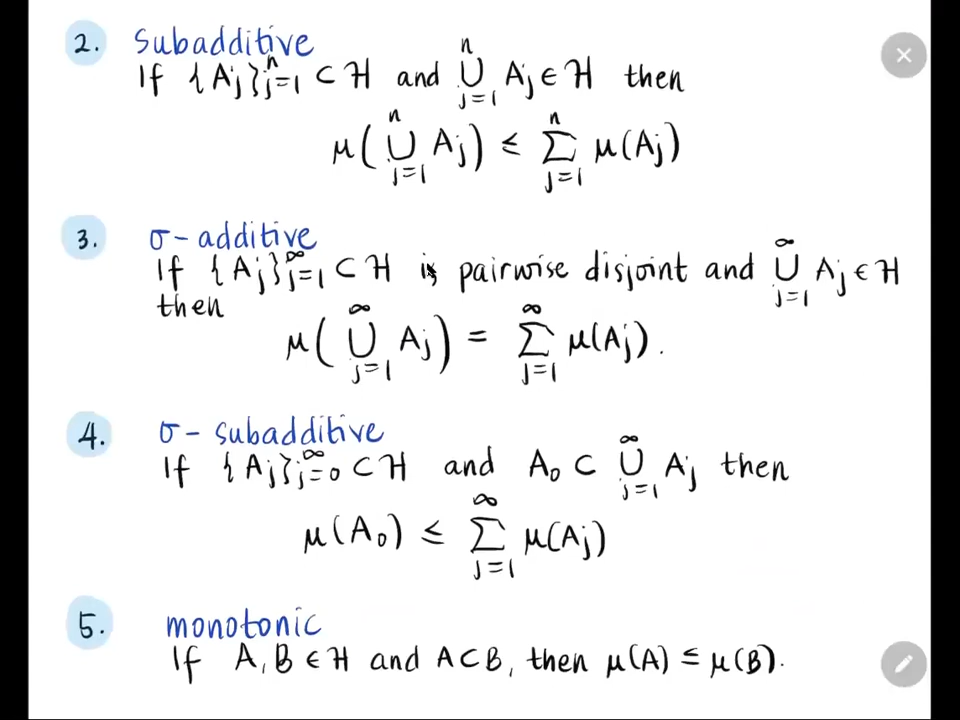 2. Subadditive
If {Aj}ⁿj=1 ⊂ H and ⋃ⁿj=1 Aj ∈ H then
μ(⋃ⁿj=1 Aj) ≤ ∑ⁿj=1 μ(Aj)
3. σ-additive
If {Aj}^∞j=1 ⊂ H is pairwise disjoint and ⋃^∞j=1 Aj ∈ H
then
μ(⋃^∞j=1 Aj) = ∑^∞j=1 μ(Aj).
4. σ-subadditive
If {Aj}^∞j=0 ⊂ H and A₀ ⊂ ⋃^∞j=1 Aj then
μ(A₀) ≤ ∑^∞j=1 μ(Aj)
5. monotonic
If A, B ∈ H and A ⊂ B, then μ(A) ≤ μ(B).